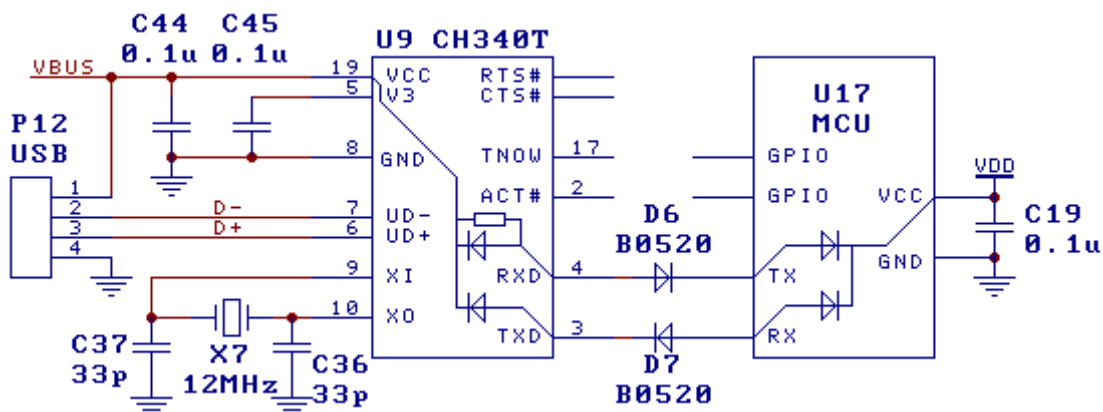 C44 C45
0.1u 0.1u
U9 CH340T
VBUS
19 VCC RTS#
5 V3 CTS#
U17
MCU
P12
USB
8 GND TNOW 17
GPIO
VDD
1
ACT# 2
GPIO
VCC
2 D- 7 UD-
3 D+ 6 UD+
4
D6
B0520
C19
0.1u
GND
9 XI RXD 4
TX
10 XO TXD 3
RX
C37
33p
X7
12MHz
C36
33p
D7
B0520